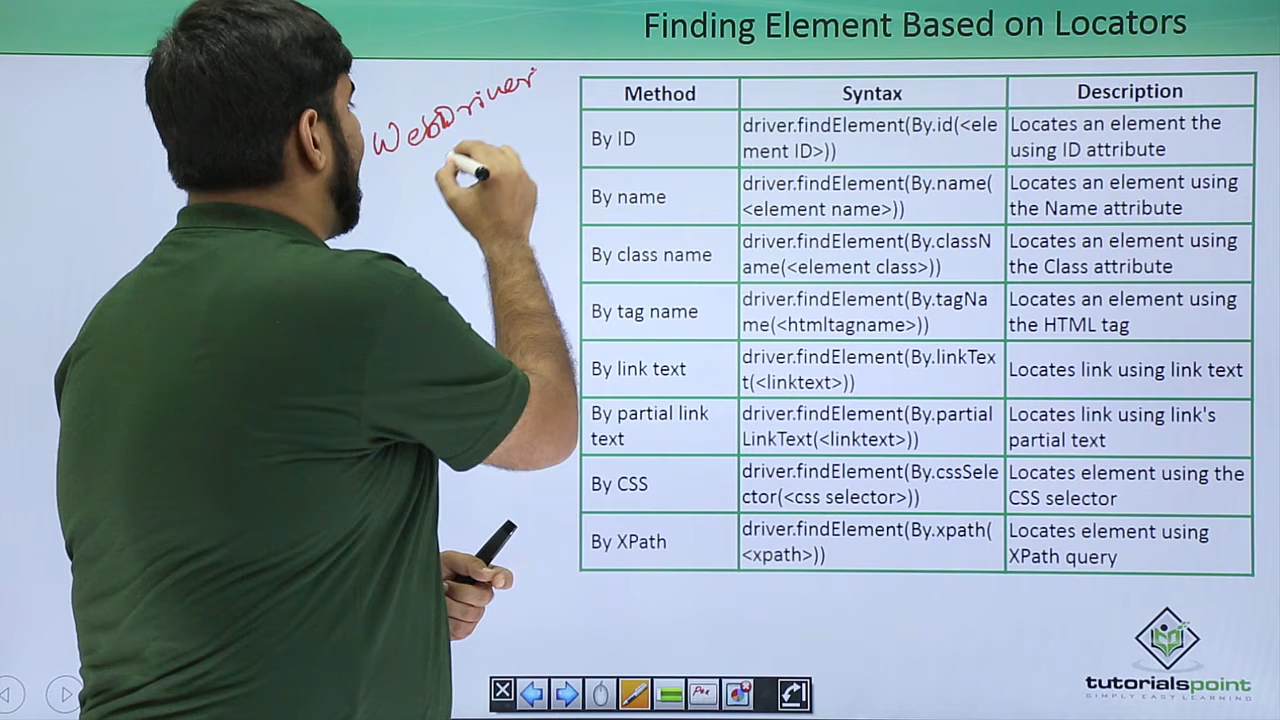 Finding Element Based on Locators
WebDriver
Method Syntax Description
By ID
driver.findElement(By.id(<ele
ment ID>))
Locates an element the
using ID attribute
By name
driver.findElement(By.name(
<element name>))
Locates an element using
the Name attribute
By class name
driver.findElement(By.classN
ame(<element class>))
Locates an element using
the Class attribute
By tag name
driver.findElement(By.tagNa
me(<htmltagname>))
Locates an element using
the HTML tag
By link text
driver.findElement(By.linkTex
t(<linktext>))
Locates link using link text
By partial link
text
driver.findElement(By.partial
LinkText(<linktext>))
Locates link using link's
partial text
By CSS
driver.findElement(By.cssSele
ctor(<css selector>))
Locates element using the
CSS selector
By XPath
driver.findElement(By.xpath(
<xpath>))
Locates element using
XPath query
tutorialspoint
SIMPLY EASY LEARNING
Pen